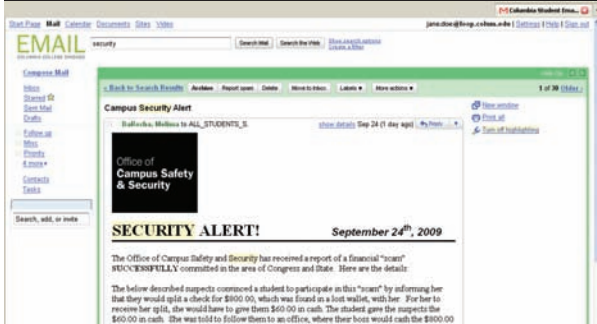 Columbia Student Ema...
Start Page Mail Calendar Documents Sites Video
jane.doe@loop.colum.edu | Settings | Help | Sign out
EMAIL
COLUMBIA COLLEGE CHICAGO
security
Search Mail Search the Web Show search options
Create a filter
Compose Mail
Inbox
Starred
Sent Mail
Drafts
Follow up
Misc
Priority
4 more
Contacts
Tasks
Search, add, or invite
« Back to Search Results Archive Report spam Delete Move to Inbox Labels More actions
1 of 30 Older ›
Campus Security Alert
to ALL_STUDENTS_S.
show details Sep 24 (1 day ago) Reply
New window
Print all
Turn off highlighting
Office of
Campus Safety
& Security
SECURITY ALERT! September 24th, 2009
The Office of Campus Safety and Security has received a report of a financial "scam"
SUCCESSFULLY committed in the area of Congress and State. Here are the details:
The below described suspects convinced a student to participate in this "scam" by informing her
that they would split a check for $800.00, which was found in a lost wallet, with her. For her to
receive her split, she would have to give them $60.00 in cash. The student gave the suspects the
$60.00 in cash. She was told to follow them to an office, where their boss would cash the $800.00